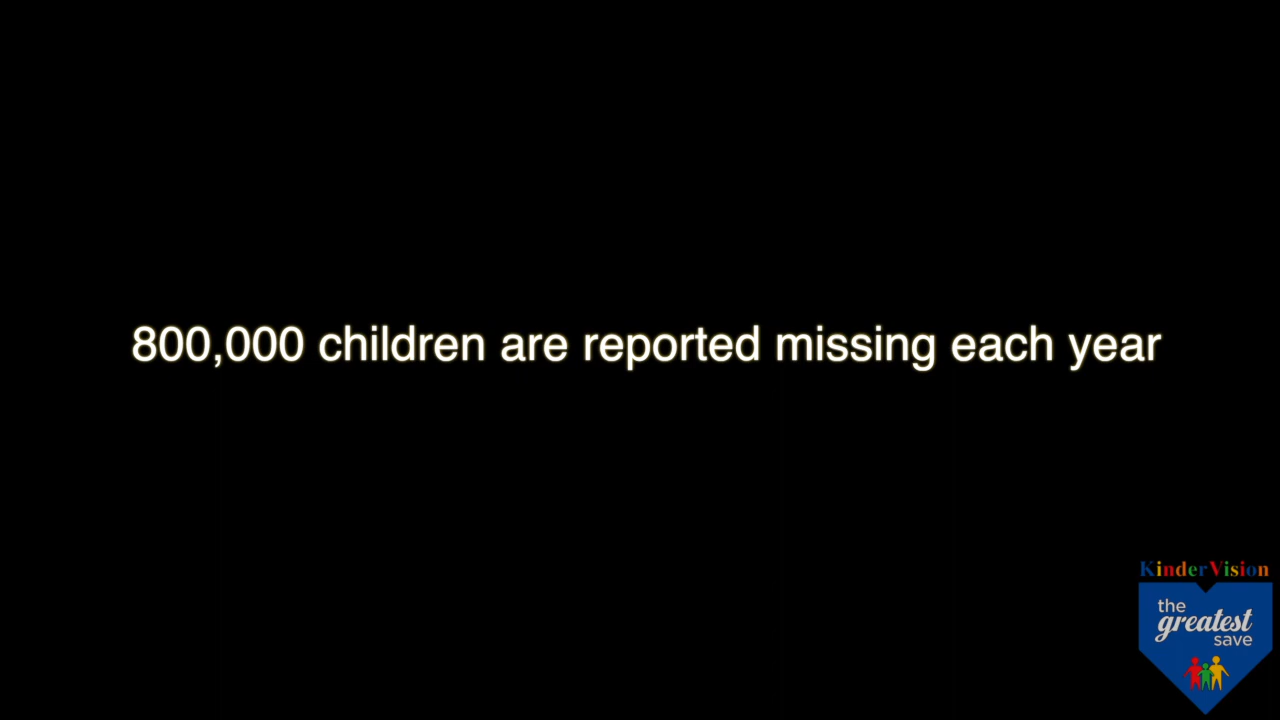 800,000 children are reported missing each year
KinderVision
the
greatest
save